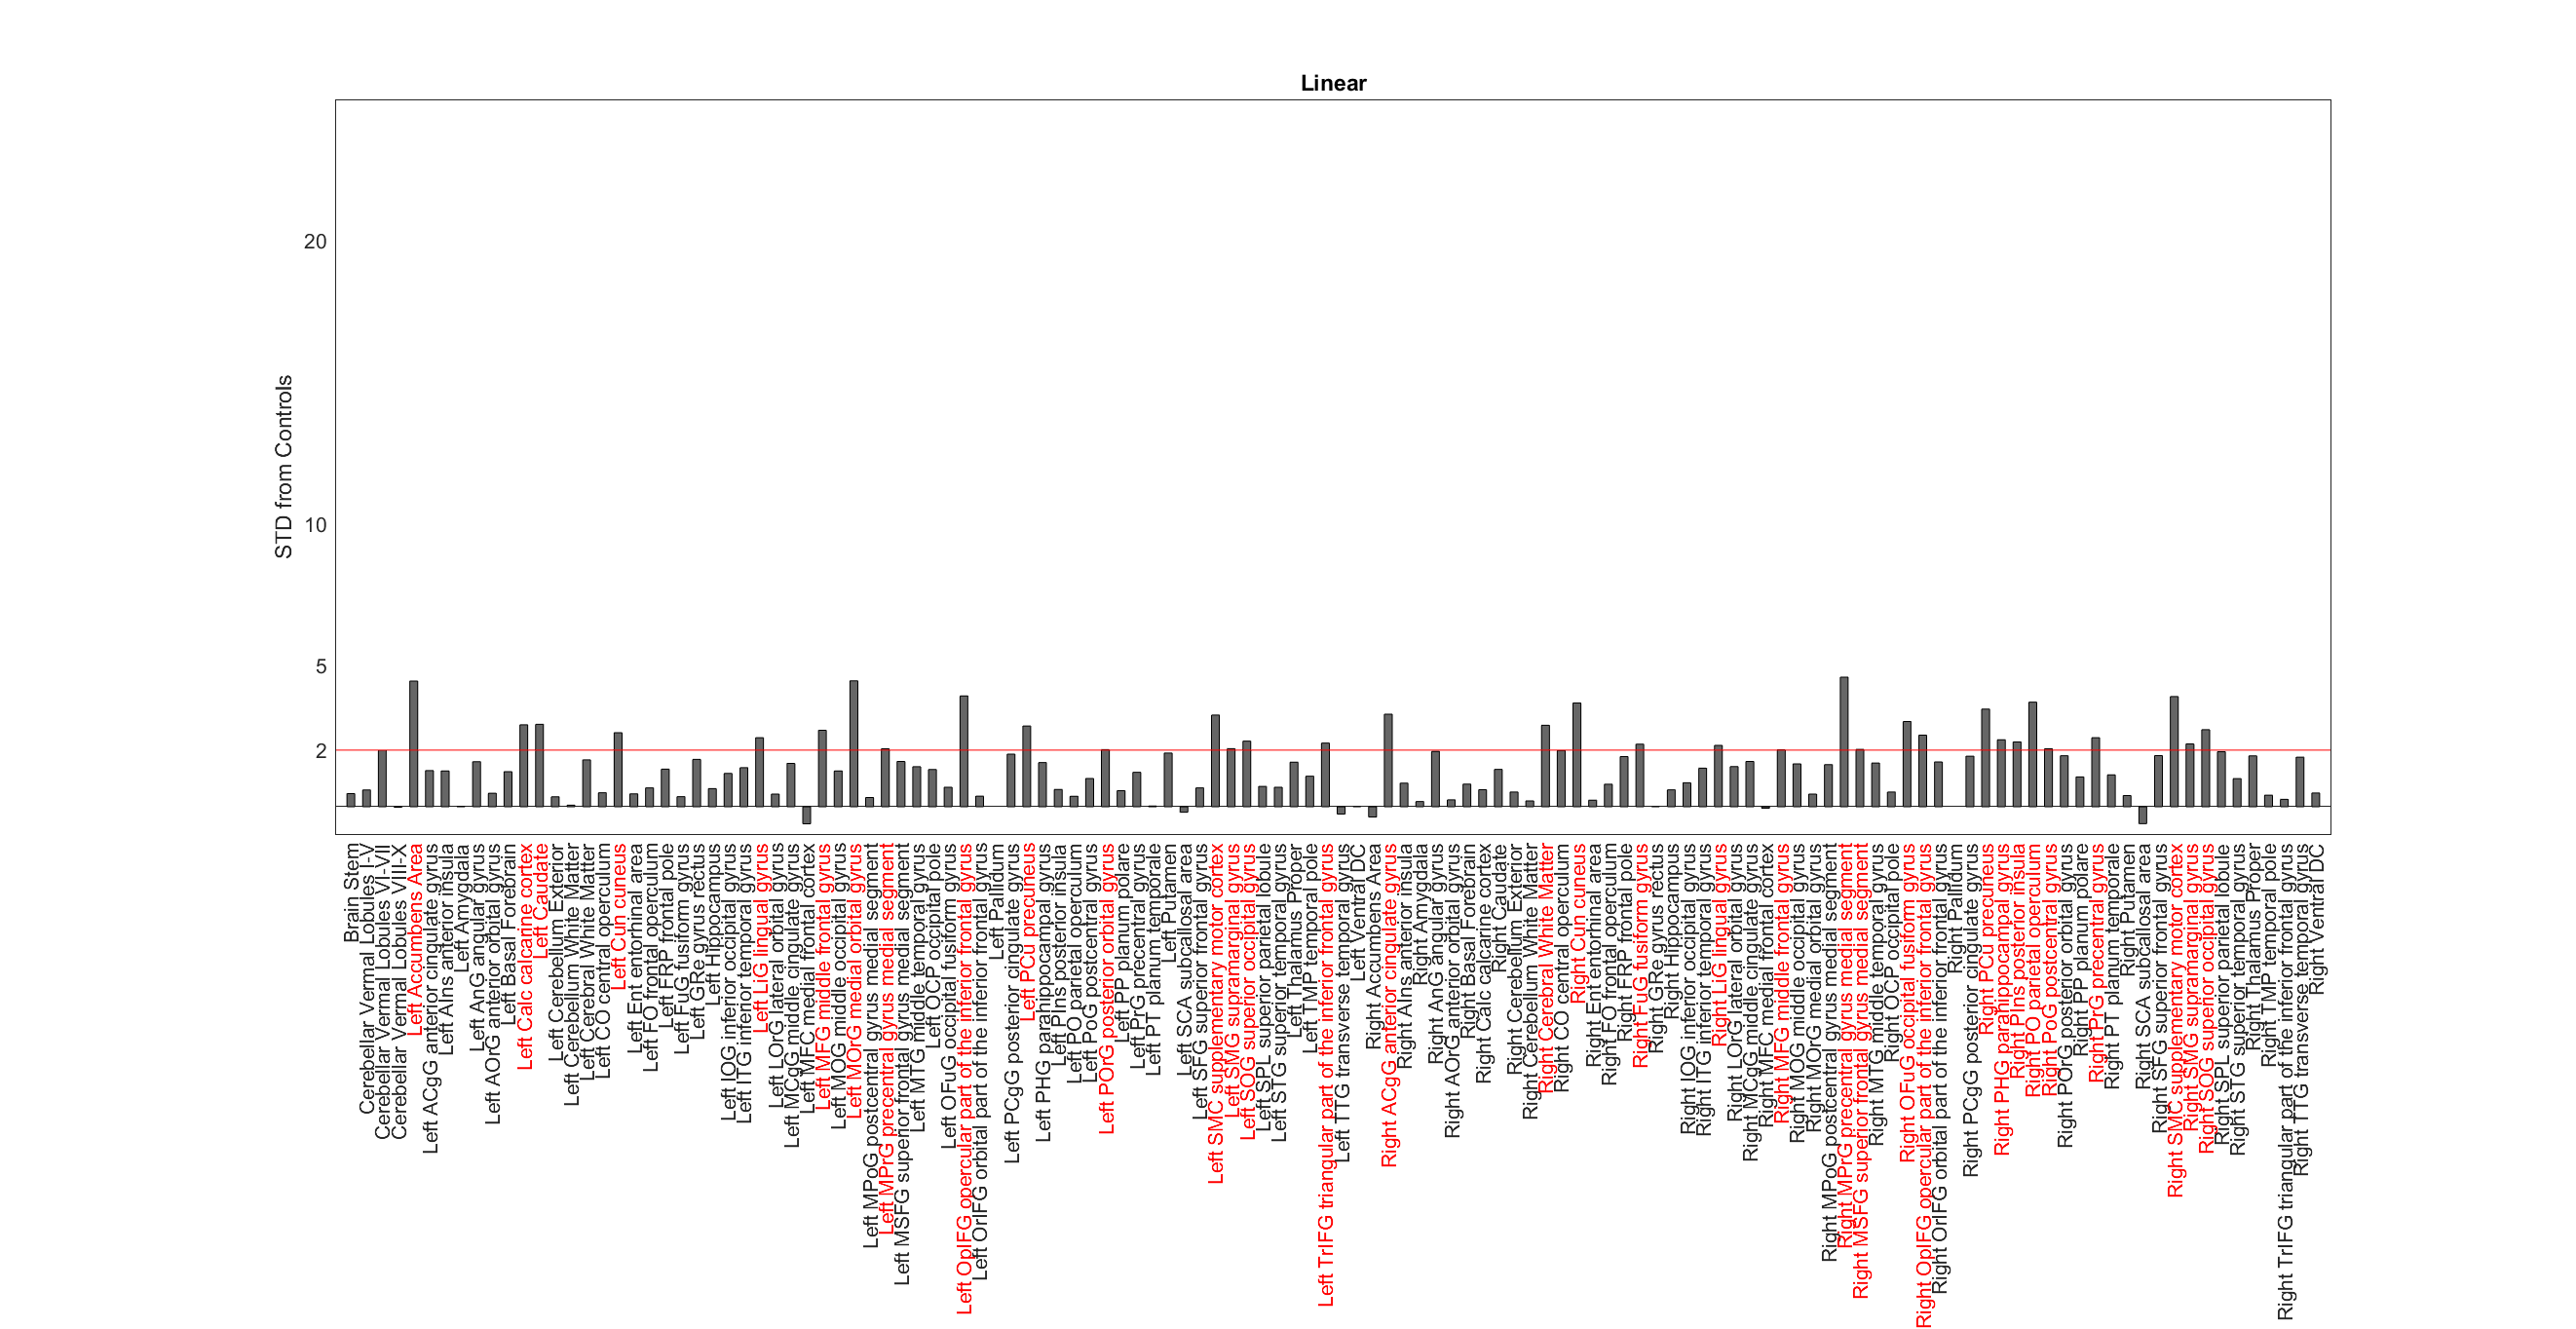 Linear
STD from Controls
20
10
5
2
Brain Stem
Cerebellar Vermal Lobules I-V
Cerebellar Vermal Lobules VI-VII
Cerebellar Vermal Lobules VIII-X
Left Accumbens Area
Left ACgG anterior cingulate gyrus
Left AIns anterior insula
Left Amygdala
Left AnG angular gyrus
Left AOrG anterior orbital gyrus
Left Basal Forebrain
Left Calc calcarine cortex
Left Caudate
Left Cerebellum Exterior
Left Cerebellum White Matter
Left Cerebral White Matter
Left CO central operculum
Left Cun cuneus
Left Ent entorhinal area
Left FO frontal operculum
Left FRP frontal pole
Left FuG fusiform gyrus
Left GRe gyrus rectus
Left Hippocampus
Left IOG inferior occipital gyrus
Left ITG inferior temporal gyrus
Left LiG lingual gyrus
Left LOrG lateral orbital gyrus
Left MCgG middle cingulate gyrus
Left MFC medial frontal cortex
Left MFG middle frontal gyrus
Left MOG middle occipital gyrus
Left MOrG medial orbital gyrus
Left MPoG postcentral gyrus medial segment
Left MPrG precentral gyrus medial segment
Left MSFG superior frontal gyrus medial segment
Left MTG middle temporal gyrus
Left OCP occipital pole
Left OFuG occipital fusiform gyrus
Left OpIFG opercular part of the inferior frontal gyrus
Left OrIFG orbital part of the inferior frontal gyrus
Left Pallidum
Left PCgG posterior cingulate gyrus
Left PCu precuneus
Left PHG parahippocampal gyrus
Left PIns posterior insula
Left PO parietal operculum
Left PoG postcentral gyrus
Left POrG posterior orbital gyrus
Left PP planum polare
Left PrG precentral gyrus
Left PT planum temporale
Left Putamen
Left SCA subcallosal area
Left SFG superior frontal gyrus
Left SMC supplementary motor cortex
Left SMG supramarginal gyrus
Left SOG superior occipital gyrus
Left SPL superior parietal lobule
Left STG superior temporal gyrus
Left Thalamus Proper
Left TMP temporal pole
Left TrIFG triangular part of the inferior frontal gyrus
Left TTG transverse temporal gyrus
Left Ventral DC
Right Accumbens Area
Right ACgG anterior cingulate gyrus
Right AIns anterior insula
Right Amygdala
Right AnG angular gyrus
Right AOrG anterior orbital gyrus
Right Basal Forebrain
Right Calc calcarine cortex
Right Caudate
Right Cerebellum Exterior
Right Cerebellum White Matter
Right Cerebral White Matter
Right CO central operculum
Right Cun cuneus
Right Ent entorhinal area
Right FO frontal operculum
Right FRP frontal pole
Right FuG fusiform gyrus
Right GRe gyrus rectus
Right Hippocampus
Right IOG inferior occipital gyrus
Right ITG inferior temporal gyrus
Right LiG lingual gyrus
Right LOrG lateral orbital gyrus
Right MCgG middle cingulate gyrus
Right MFC medial frontal cortex
Right MFG middle frontal gyrus
Right MOG middle occipital gyrus
Right MOrG medial orbital gyrus
Right MPoG postcentral gyrus medial segment
Right MPrG precentral gyrus medial segment
Right MSFG superior frontal gyrus medial segment
Right MTG middle temporal gyrus
Right OCP occipital pole
Right OFuG occipital fusiform gyrus
Right OpIFG opercular part of the inferior frontal gyrus
Right OrIFG orbital part of the inferior frontal gyrus
Right Pallidum
Right PCgG posterior cingulate gyrus
Right PCu precuneus
Right PHG parahippocampal gyrus
Right PIns posterior insula
Right PO parietal operculum
Right PoG postcentral gyrus
Right POrG posterior orbital gyrus
Right PP planum polare
Right PrG precentral gyrus
Right PT planum temporale
Right Putamen
Right SCA subcallosal area
Right SFG superior frontal gyrus
Right SMC supplementary motor cortex
Right SMG supramarginal gyrus
Right SOG superior occipital gyrus
Right SPL superior parietal lobule
Right STG superior temporal gyrus
Right Thalamus Proper
Right TMP temporal pole
Right TrIFG triangular part of the inferior frontal gyrus
Right TTG transverse temporal gyrus
Right Ventral DC